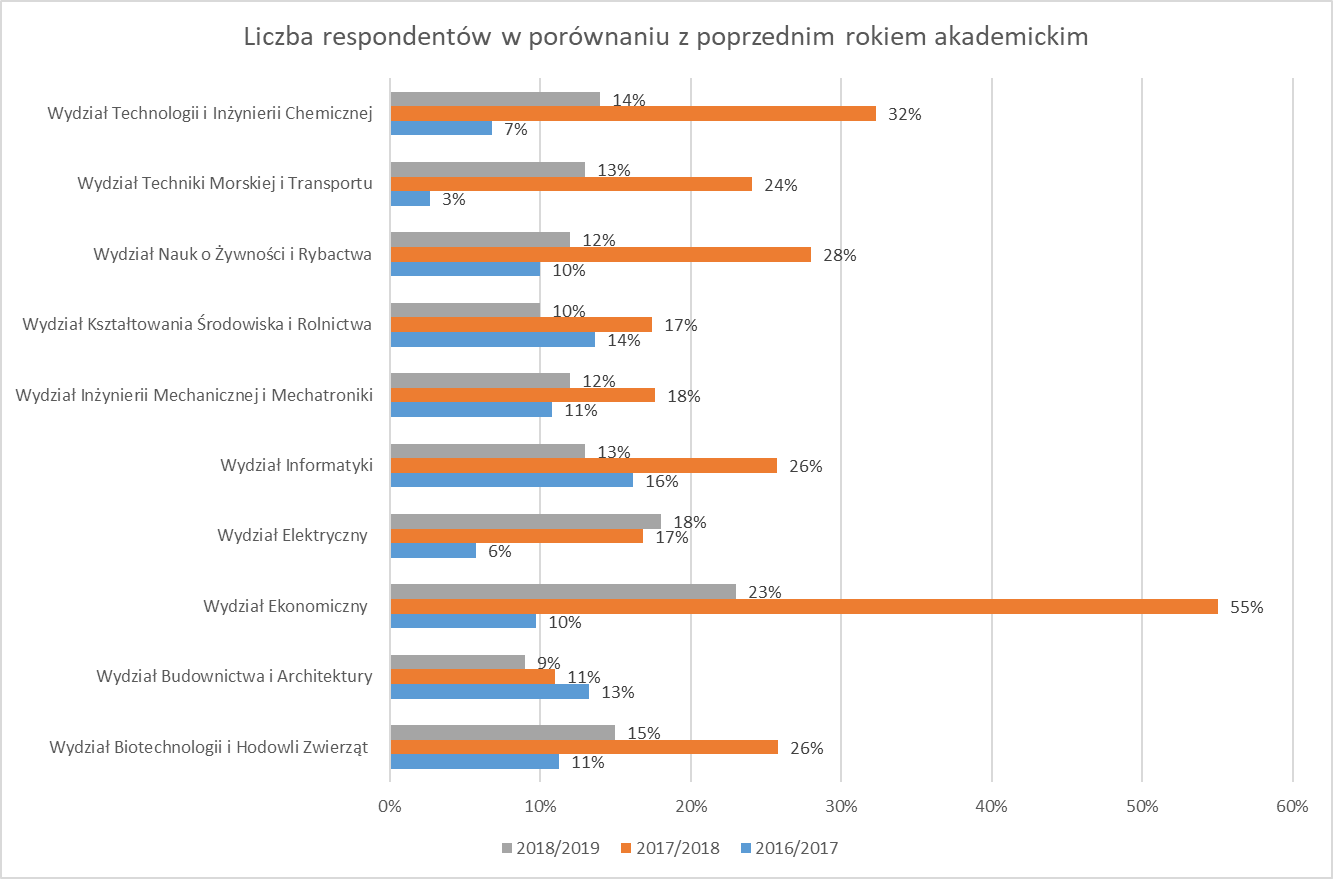 Liczba respondentów w porównaniu z poprzednim rokiem akademickim
Wydział Technologii i Inżynierii Chemicznej
14%
32%
7%
Wydział Techniki Morskiej i Transportu
13%
24%
3%
Wydział Nauk o Żywności i Rybactwa
12%
28%
10%
Wydział Kształtowania Środowiska i Rolnictwa
10%
17%
14%
Wydział Inżynierii Mechanicznej i Mechatroniki
12%
18%
11%
Wydział Informatyki
13%
26%
16%
Wydział Elektryczny
18%
17%
6%
Wydział Ekonomiczny
23%
55%
10%
Wydział Budownictwa i Architektury
9%
11%
13%
Wydział Biotechnologii i Hodowli Zwierząt
15%
26%
11%
0% 10% 20% 30% 40% 50% 60%
2018/2019 2017/2018 2016/2017